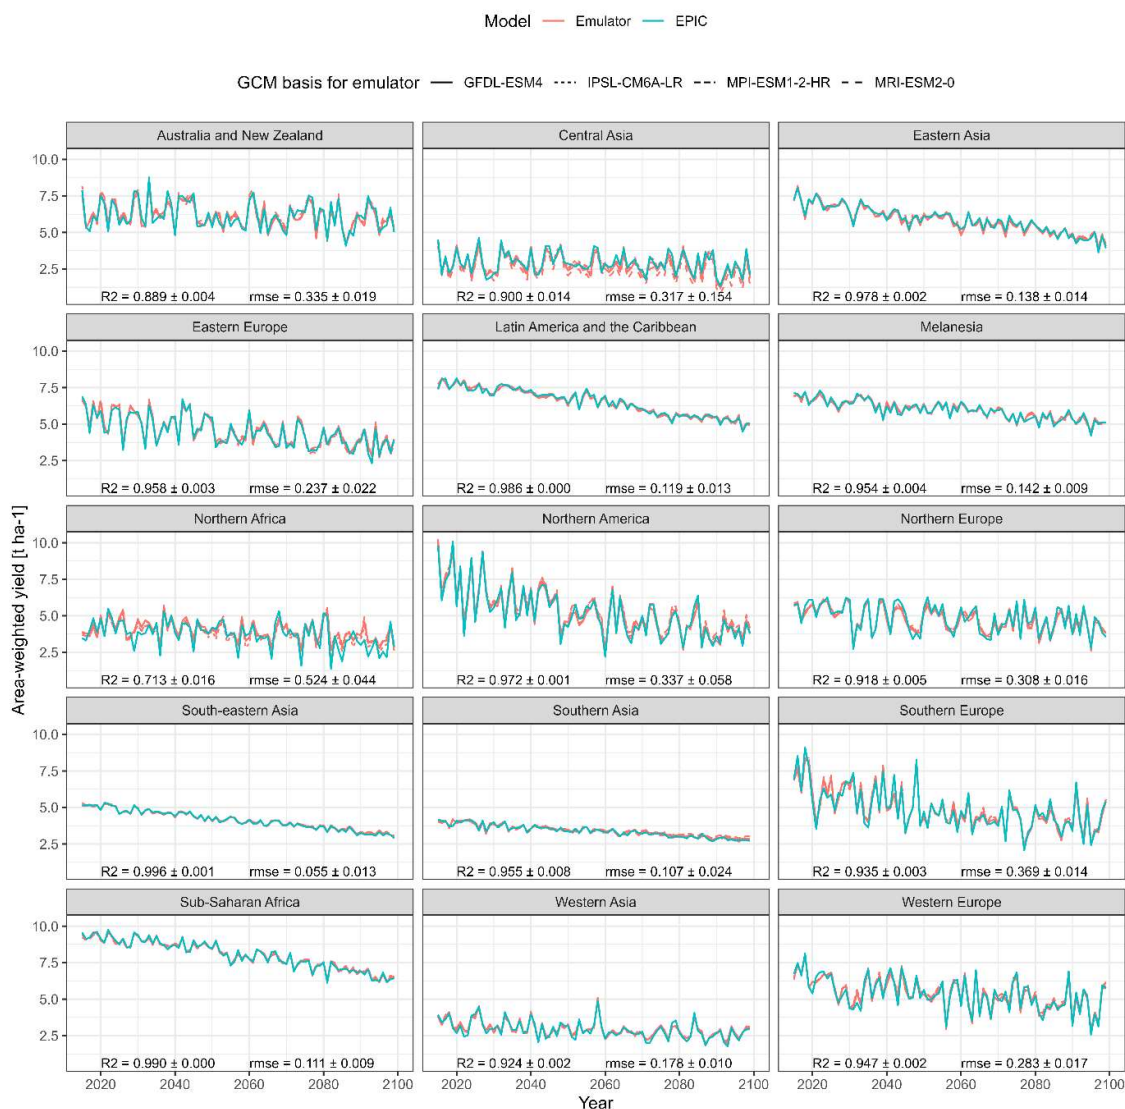 Model Emulator EPIC
GCM basis for emulator GFDL-ESM4 IPSL-CM6A-LR MPI-ESM1-2-HR MRI-ESM2-0
Area-weighted yield [t ha-1]
Australia and New Zealand Central Asia Eastern Asia
10.0
7.5
5.0
2.5
R2 = 0.889 ± 0.004 rmse = 0.335 ± 0.019 R2 = 0.900 ± 0.014 rmse = 0.317 ± 0.154 R2 = 0.978 ± 0.002 rmse = 0.138 ± 0.014
Eastern Europe Latin America and the Caribbean Melanesia
10.0
7.5
5.0
2.5
R2 = 0.958 ± 0.003 rmse = 0.237 ± 0.022 R2 = 0.986 ± 0.000 rmse = 0.119 ± 0.013 R2 = 0.954 ± 0.004 rmse = 0.142 ± 0.009
Northern Africa Northern America Northern Europe
10.0
7.5
5.0
2.5
R2 = 0.713 ± 0.016 rmse = 0.524 ± 0.044 R2 = 0.972 ± 0.001 rmse = 0.337 ± 0.058 R2 = 0.918 ± 0.005 rmse = 0.308 ± 0.016
South-eastern Asia Southern Asia Southern Europe
10.0
7.5
5.0
2.5
R2 = 0.996 ± 0.001 rmse = 0.055 ± 0.013 R2 = 0.955 ± 0.008 rmse = 0.107 ± 0.024 R2 = 0.935 ± 0.003 rmse = 0.369 ± 0.014
Sub-Saharan Africa Western Asia Western Europe
10.0
7.5
5.0
2.5
R2 = 0.990 ± 0.000 rmse = 0.111 ± 0.009 R2 = 0.924 ± 0.002 rmse = 0.178 ± 0.010 R2 = 0.947 ± 0.002 rmse = 0.283 ± 0.017
2020 2040 2060 2080 2100 2020 2040 2060 2080 2100 2020 2040 2060 2080 2100
Year